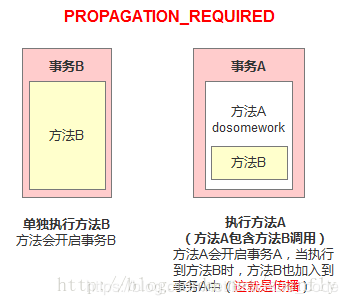 PROPAGATION_REQUIRED
事务B
方法B
单独执行方法B
方法会开启事务B
事务A
方法A
dosomework
方法B
执行方法A
（方法A包含方法B调用）
方法A会开启事务A，当执
行到方法B时，方法B也加入到
事务A中（这就是传播）